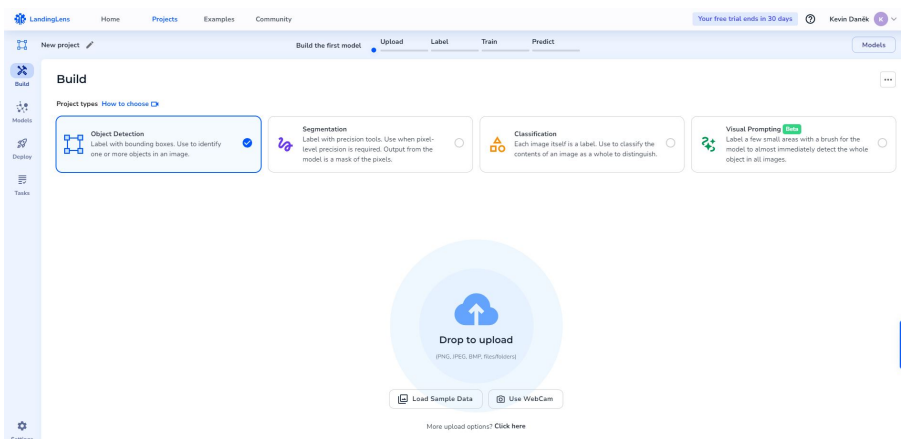 LandingLens
Home
Projects
Examples
Community
Your free trial ends in 30 days
Kevin Daněk
K
New project
Build the first model
Upload
Label
Train
Predict
Models
Build
Models
Deploy
Tasks
Settings
Build
Project types How to choose
Object Detection
Label with bounding boxes. Use to identify
one or more objects in an image.
Segmentation
Label with precision tools. Use when pixel-
level precision is required. Output from the
model is a mask of the pixels.
Classification
Each image itself is a label. Use to classify the
contents of an image as a whole to distinguish.
Visual Prompting Beta
Label a few small areas with a brush for the
model to almost immediately detect the whole
object in all images.
Drop to upload
(PNG, JPEG, BMP, files/folders)
Load Sample Data
Use WebCam
More upload options? Click here